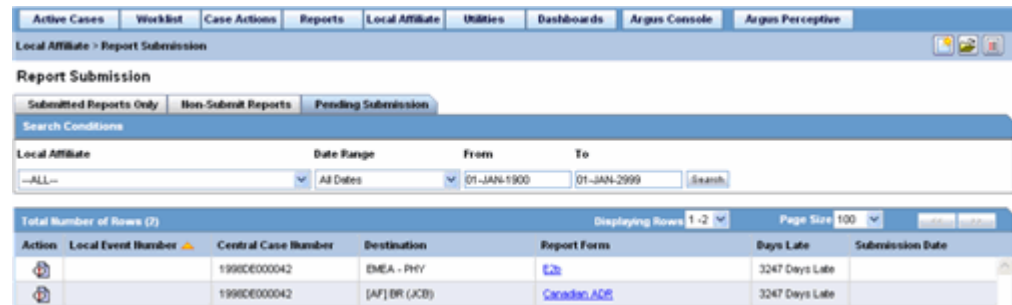 Active Cases Worklist Case Actions Reports Local Affiliate Utilities Dashboards Argus Console Argus Perceptive
Local Affiliate > Report Submission
Report Submission
Submitted Reports Only Non-Submit Reports Pending Submission
Search Conditions
Local Affiliate Date Range From To
--ALL-- All Dates 01-JAN-1900 01-JAN-2999 Search
Total Number of Rows (2) Displaying Rows 1 -2 Page Size 100 << >>
Action Local Event Number Central Case Number Destination Report Form Days Late Submission Date
1998DE000042 EMEA - PHY E2b 3247 Days Late
1998DE000042 [AF] BR (JCB) Canadian ADR 3247 Days Late